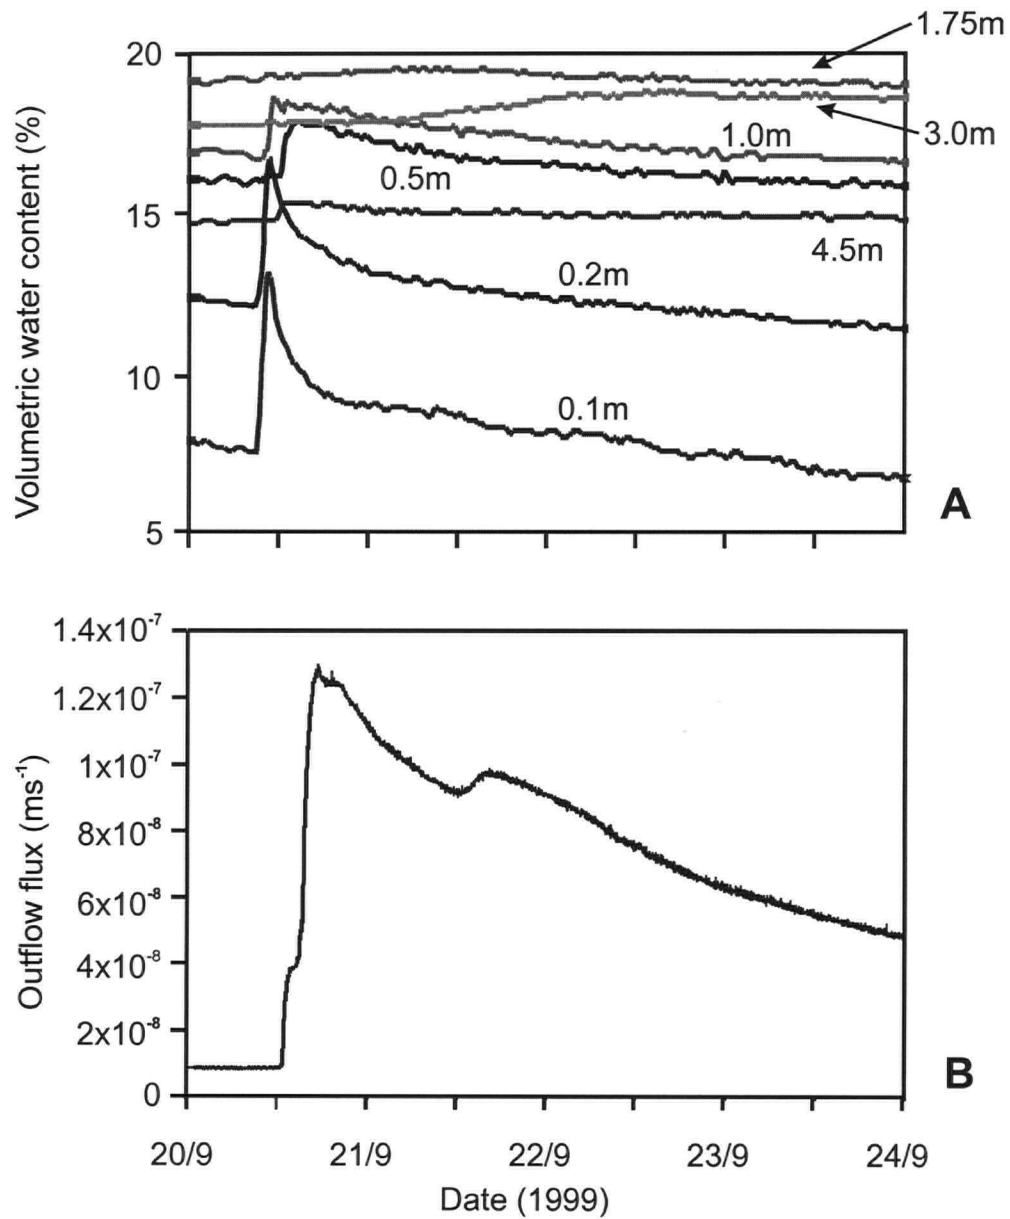 1.75m
20
3.0m
1.0m
0.5m
15
4.5m
0.2m
10
0.1m
5
Volumetric water content (%)
A
1.4x10⁻⁷
1.2x10⁻⁷
1x10⁻⁷
8x10⁻⁸
6x10⁻⁸
4x10⁻⁸
2x10⁻⁸
0
Outflow flux (ms⁻¹)
B
20/9 21/9 22/9 23/9 24/9
Date (1999)